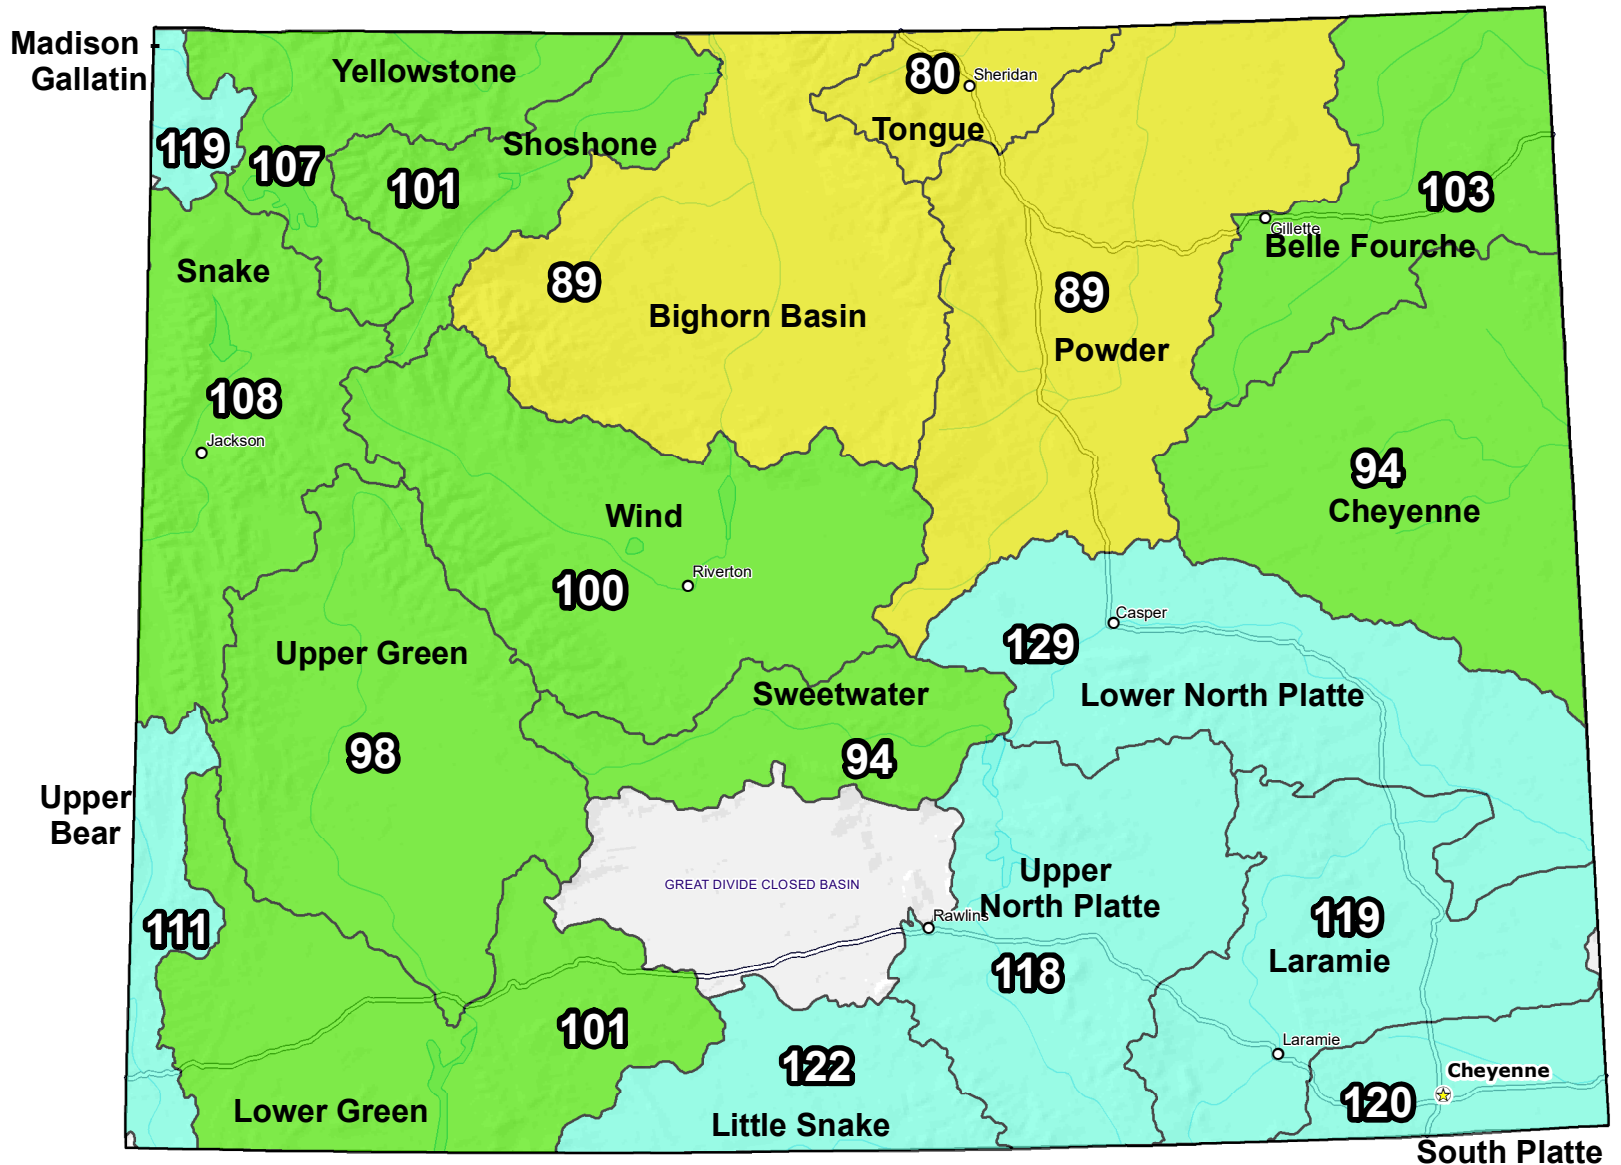 Madison -
Gallatin
Yellowstone
80
Sheridan
Tongue
Shoshone
119
107
101
103
Gillette
Belle Fourche
Snake
89
Bighorn Basin
89
Powder
108
Jackson
94
Cheyenne
Wind
100
Riverton
Casper
129
Lower North Platte
Upper Green
98
Sweetwater
94
Upper
Bear
GREAT DIVIDE CLOSED BASIN
Upper
North Platte
Rawlins
111
119
Laramie
118
101
122
Little Snake
Lower Green
Laramie
Cheyenne
120
South Platte